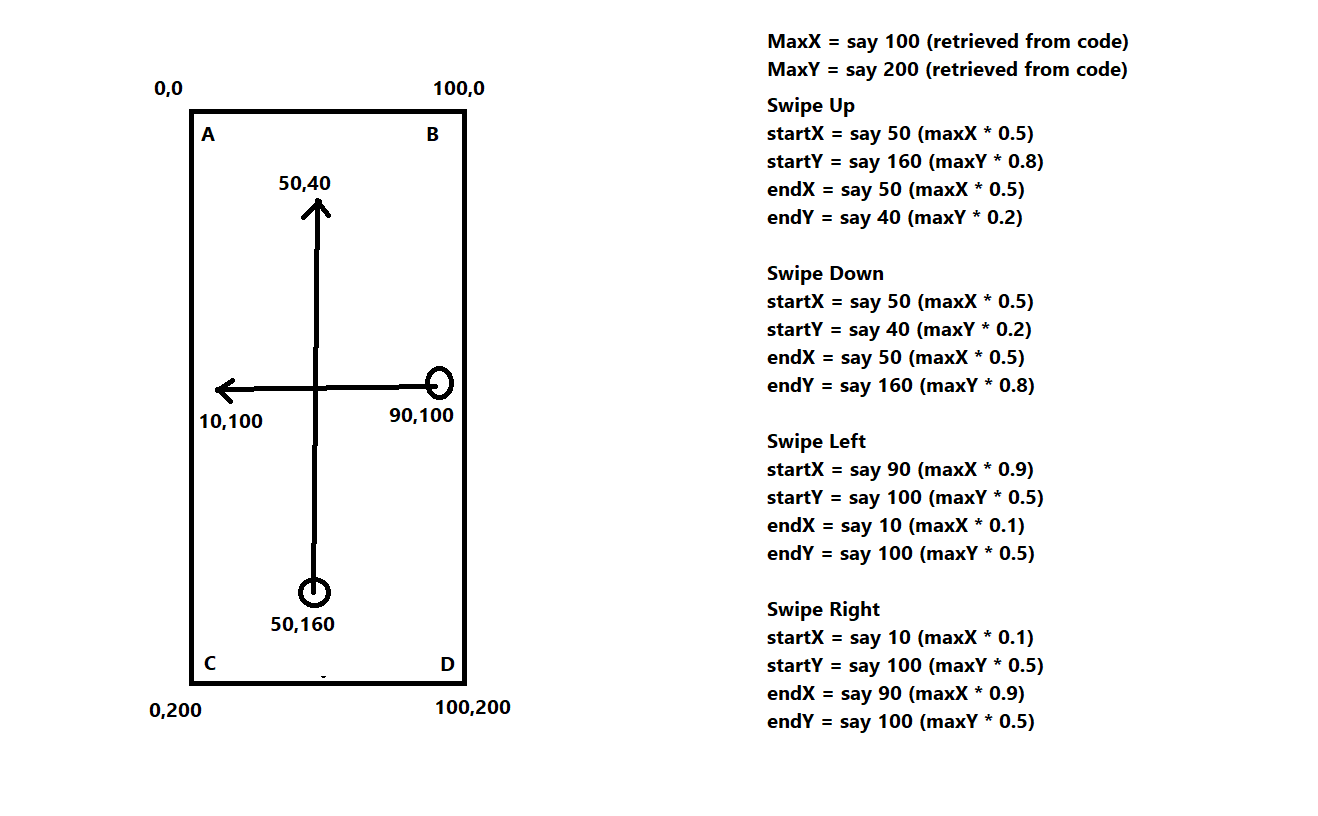 0,0
100,0
A
B
50,40
10,100
90,100
50,160
C
D
0,200
100,200
MaxX = say 100 (retrieved from code)
MaxY = say 200 (retrieved from code)
Swipe Up
startX = say 50 (maxX * 0.5)
startY = say 160 (maxY * 0.8)
endX = say 50 (maxX * 0.5)
endY = say 40 (maxY * 0.2)
Swipe Down
startX = say 50 (maxX * 0.5)
startY = say 40 (maxY * 0.2)
endX = say 50 (maxX * 0.5)
endY = say 160 (maxY * 0.8)
Swipe Left
startX = say 90 (maxX * 0.9)
startY = say 100 (maxY * 0.5)
endX = say 10 (maxX * 0.1)
endY = say 100 (maxY * 0.5)
Swipe Right
startX = say 10 (maxX * 0.1)
startY = say 100 (maxY * 0.5)
endX = say 90 (maxX * 0.9)
endY = say 100 (maxY * 0.5)